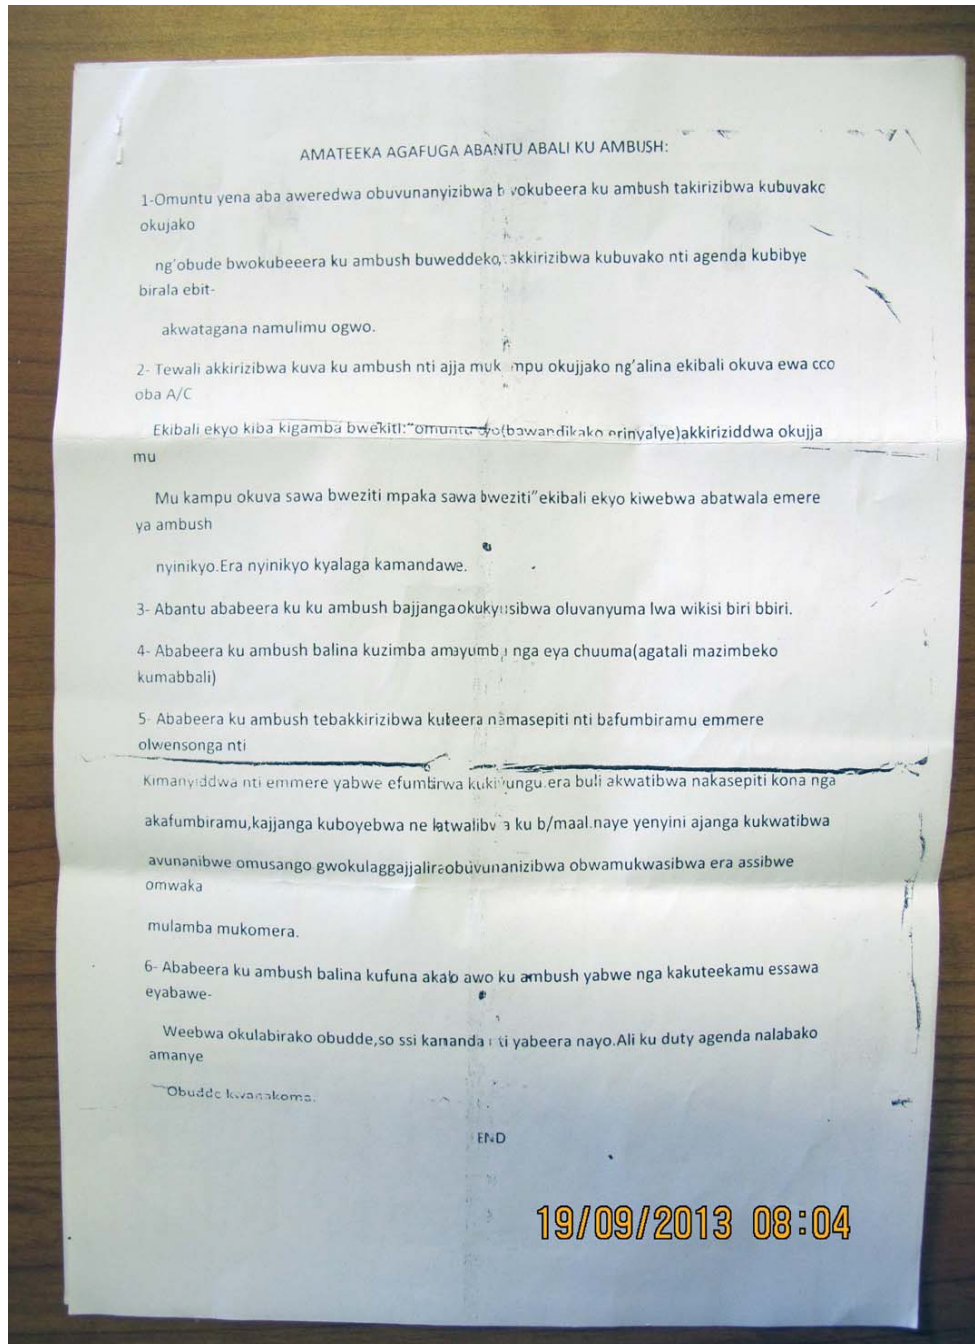 AMATEEKA AGAFUGA ABANTU ABALI KU AMBUSH:
1-Omuntu yena aba aweredwa obuvunanyizibwa bwokubeera ku ambush takirizibwa kubuvako
okujako
ng'obude bwokubeeera ku ambush buweddeko, akkirizibwa kubuvako nti agenda kubibye
birala ebit-
akwatagana namulimu ogwo.
2- Tewali akkirizibwa kuva ku ambush nti ajja muk mpu okujjako ng'alina ekibali okuva ewa cco
oba A/C
Ekibali ekyo kiba kigamba bwekiti:"omuntu oyo(bawandikako erinyalye)akkiriziddwa okujja
mu
Mu kampu okuva sawa bweziti mpaka sawa bweziti"ekibali ekyo kiwebwa abatwala emere
ya ambush
nyinikyo.Era nyinikyo kyalaga kamandawe.
3- Abantu ababeera ku ku ambush bajjangaokukyusibwa oluvanyuma lwa wikisi biri bbiri.
4- Ababeera ku ambush balina kuzimba amayumba nga eya chuuma(agatali mazimbeko
kumabbali)
5- Ababeera ku ambush tebakkirizibwa kubeera namasepiti nti bafumbiramu emmere
olwensonga nti
Kimanyiddwa nti emmere yabwe efumbirwa kukivungu.era buli akwatibwa nakasepiti kona nga
akafumbiramu,kajjanga kuboyebwa ne katwalibwa ku b/maal.naye yenyini ajanga kukwatibwa
avunanibwe omusango gwokulaggajjaliraobuvunanizibwa obwamukwasibwa era assibwe
omwaka
mulamba mukomera.
6- Ababeera ku ambush balina kufuna akalo awo ku ambush yabwe nga kakuteekamu essawa
eyabawe-
Weebwa okulabirako obudde,so ssi kamanda nti yabeera nayo.Ali ku duty agenda nalabako
amanye
Obudde
END
19/09/2013 08:04